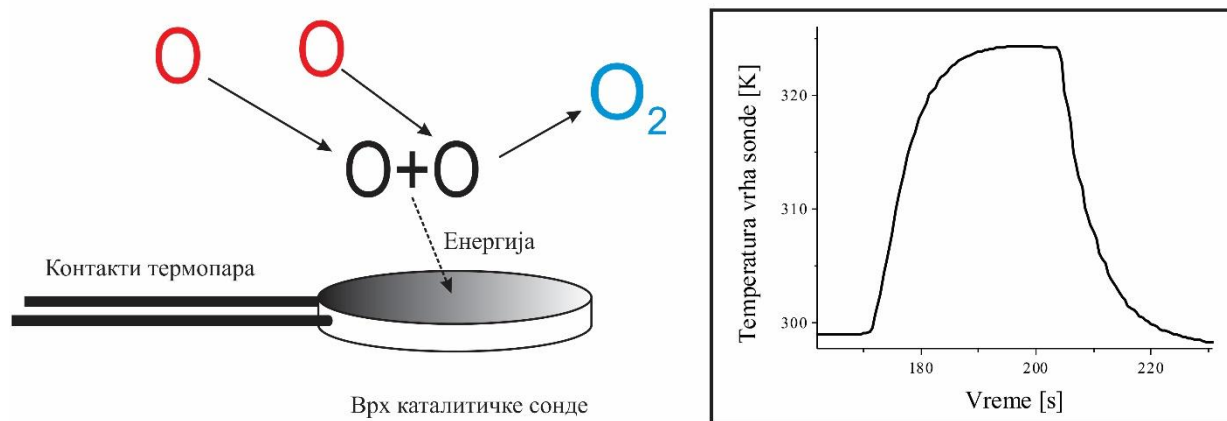 O
O
O₂
O+O
Енергија
Контакти термопара
Врх каталитичке сонде
Temperatura vrha sonde [K]
320
310
300
180
200
220
Vreme [s]